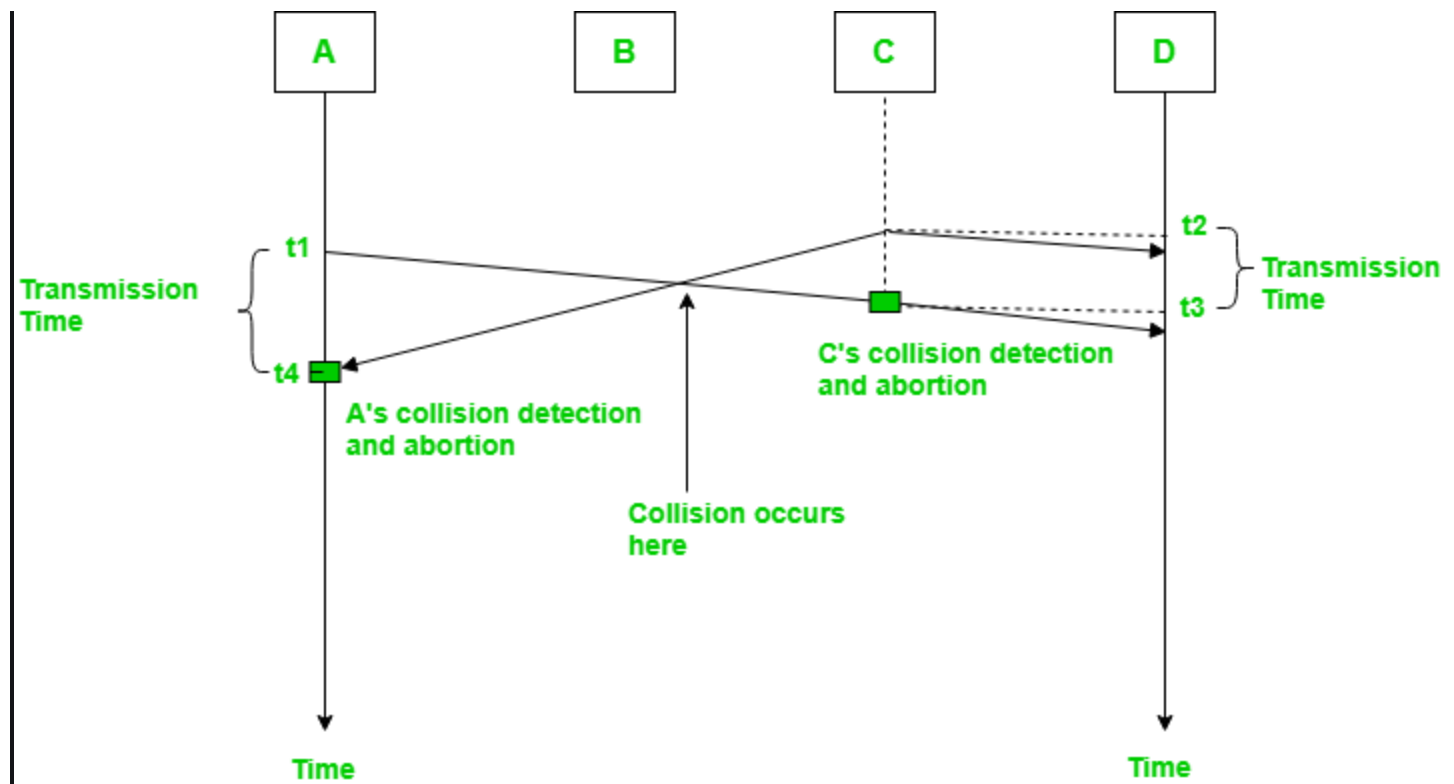 A
B
C
D
t1
t2
Transmission
Time
Transmission
Time
t3
C's collision detection
and abortion
t4
A's collision detection
and abortion
Collision occurs
here
Time
Time